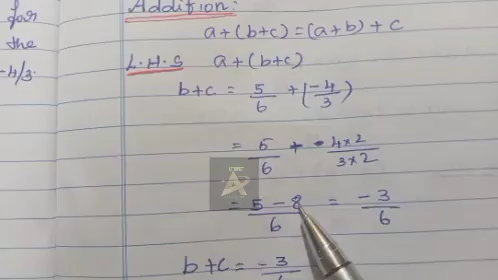 for
the
-4/3.
Addition:
a+(b+c)=(a+b)+c
L.H.S a+(b+c)
b+c = 5/6 + (-4/3)
= 5/6 + -4×2/3×2
= 5-8/6 = -3/6
b+c = -3/6